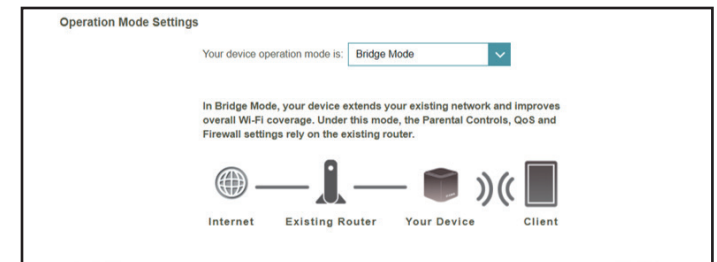 Operation Mode Settings
Your device operation mode is: Bridge Mode
In Bridge Mode, your device extends your existing network and improves
overall Wi-Fi coverage. Under this mode, the Parental Controls, QoS and
Firewall settings rely on the existing router.
Internet Existing Router Your Device Client